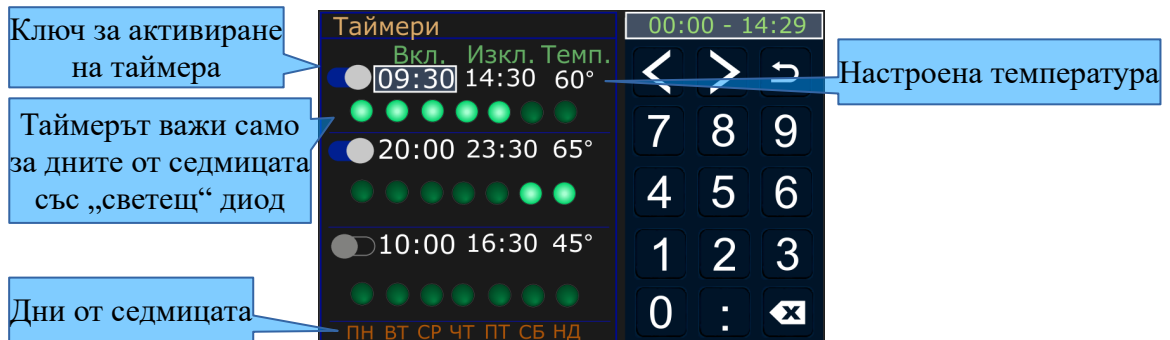 Ключ за активиране
на таймера
Таймерът важи само
за дните от седмицата
със „светещ“ диод
Дни от седмицата
Таймери
Вкл. Изкл. Темп.
09:30 14:30 60°
20:00 23:30 65°
10:00 16:30 45°
ПН ВТ СР ЧТ ПТ СБ НД
00:00 - 14:29
7 8 9
4 5 6
1 2 3
0 :
Настроена температура